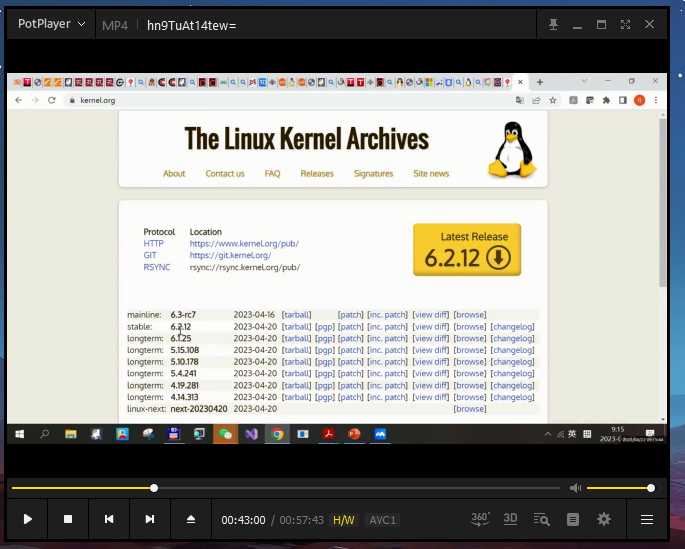 PotPlayer MP4 hn9TuAt14tew=
kernel.org
The Linux Kernel Archives
About Contact us FAQ Releases Signatures Site news
Protocol Location
HTTP https://www.kernel.org/pub/
GIT https://git.kernel.org/
RSYNC rsync://rsync.kernel.org/pub/
Latest Release
6.2.12
mainline: 6.3-rc7 2023-04-16 [tarball] [patch] [inc. patch] [view diff] [browse]
stable: 6.2.12 2023-04-20 [tarball] [pgp] [patch] [inc. patch] [view diff] [browse] [changelog]
longterm: 6.1.25 2023-04-20 [tarball] [pgp] [patch] [inc. patch] [view diff] [browse] [changelog]
longterm: 5.15.108 2023-04-20 [tarball] [pgp] [patch] [inc. patch] [view diff] [browse] [changelog]
longterm: 5.10.178 2023-04-20 [tarball] [pgp] [patch] [inc. patch] [view diff] [browse] [changelog]
longterm: 5.4.241 2023-04-20 [tarball] [pgp] [patch] [inc. patch] [view diff] [browse] [changelog]
longterm: 4.19.281 2023-04-20 [tarball] [pgp] [patch] [inc. patch] [view diff] [browse] [changelog]
longterm: 4.14.313 2023-04-20 [tarball] [pgp] [patch] [inc. patch] [view diff] [browse] [changelog]
linux-next: next-20230420 2023-04-20 [browse]
英 9:15
00:43:00 / 00:57:43 H/W AVC1 360° 3D